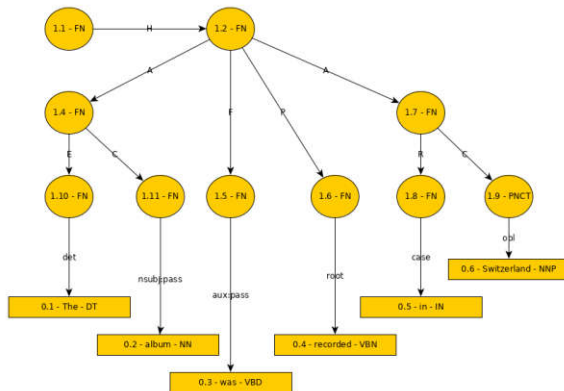 1.1 - FN
H
1.2 - FN
A
F
P
A
1.4 - FN
1.7 - FN
E
C
R
C
1.10 - FN
1.11 - FN
1.5 - FN
1.6 - FN
1.8 - FN
1.9 - PNCT
det
nsubj:pass
aux:pass
root
case
obl
0.6 - Switzerland - NNP
0.1 - The - DT
0.5 - in - IN
0.2 - album - NN
0.4 - recorded - VBN
0.3 - was - VBD